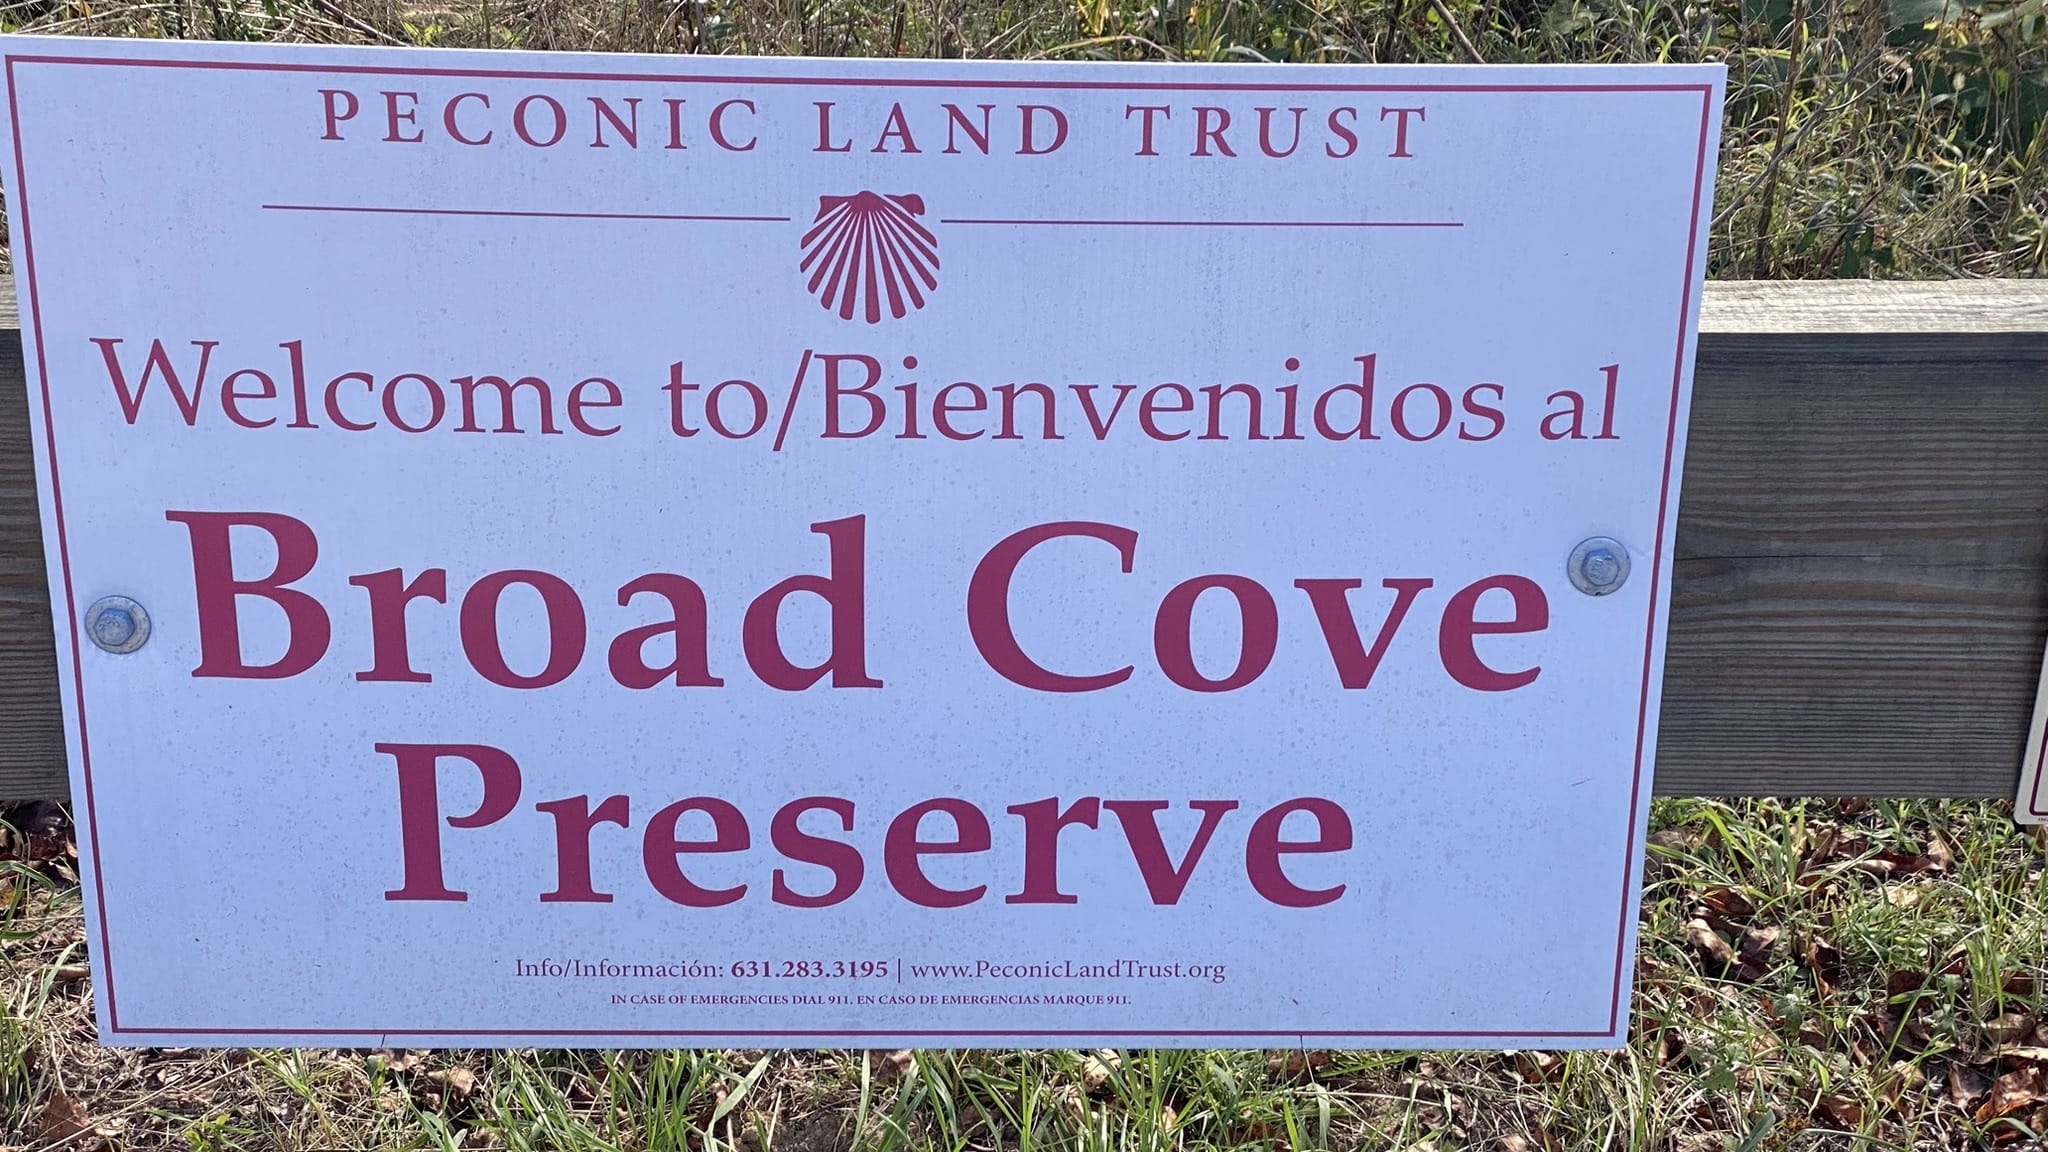 PECONIC LAND TRUST
Welcome to/Bienvenidos al
Broad Cove
Preserve
Info/Información: 631.283.3195 | www.PeconicLandTrust.org
IN CASE OF EMERGENCIES DIAL 911. EN CASO DE EMERGENCIAS MARQUE 911.